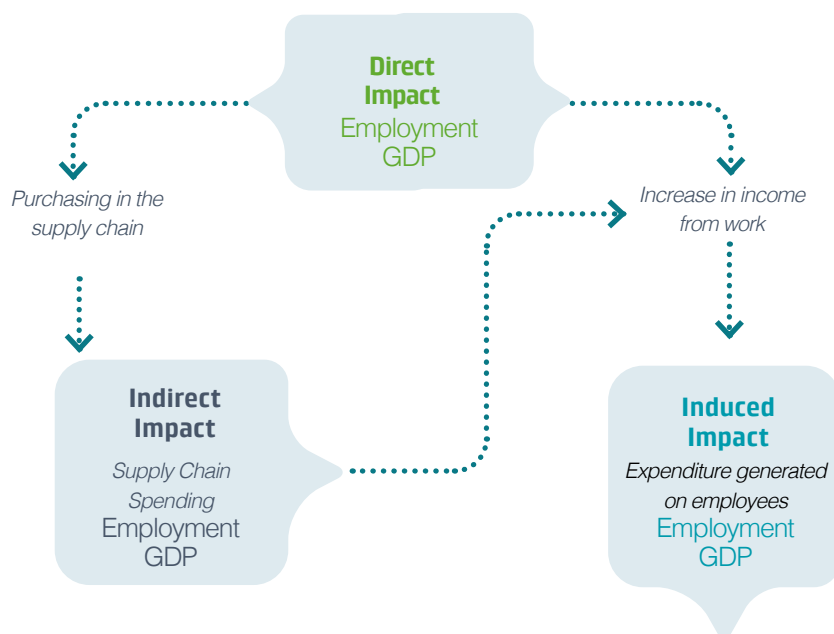 Direct
Impact
Employment
GDP
Purchasing in the
supply chain
Increase in income
from work
Indirect
Impact
Supply Chain
Spending
Employment
GDP
Induced
Impact
Expenditure generated
on employees
Employment
GDP